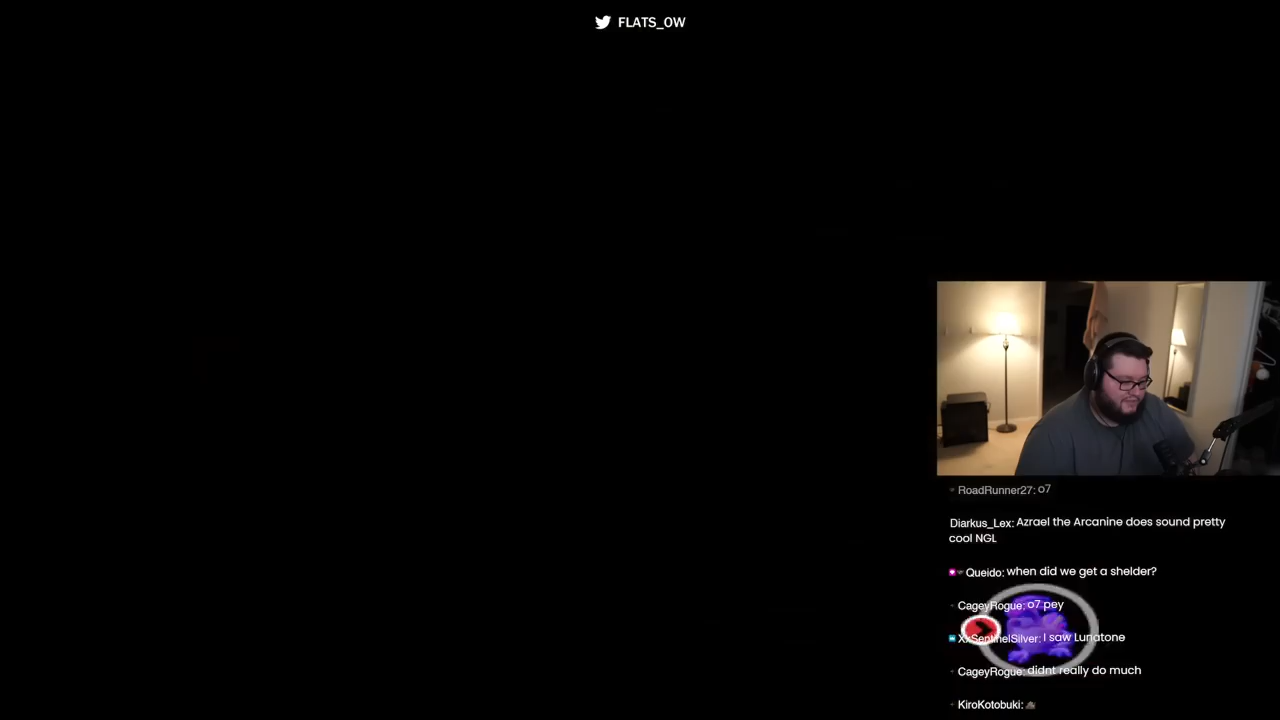 FLATS_OW
RoadRunner27: o7
Diarkus_Lex: Azrael the Arcanine does sound pretty
cool NGL
Queido: when did we get a shelder?
CageyRogue: o7 pey
XxSentinelSilver: I saw Lunatone
CageyRogue: didnt really do much
KiroKotobuki: